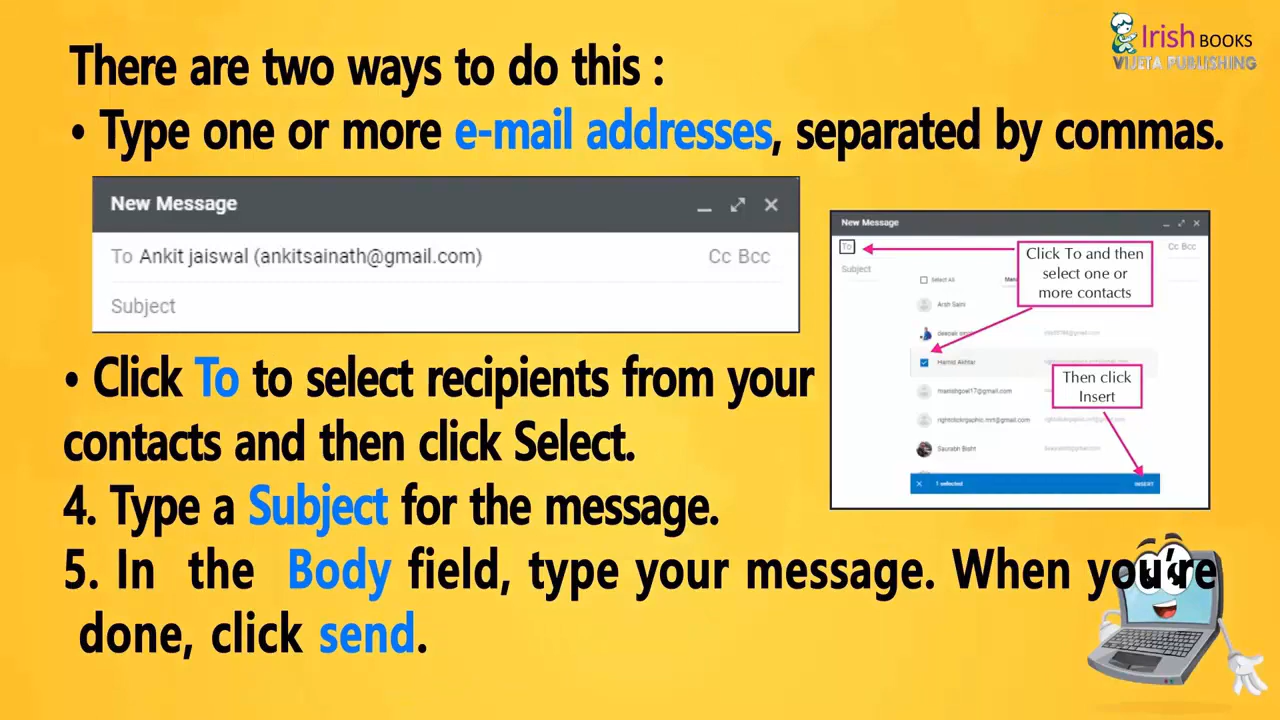 Irish BOOKS
VIJETA PUBLISHING
There are two ways to do this :
• Type one or more e-mail addresses, separated by commas.
New Message
To Ankit jaiswal (ankitsainath@gmail.com)
Cc Bcc
Subject
New Message
To
Cc Bcc
Subject
Click To and then
select one or
more contacts
Select All
Arsh Saini
deepak
Hamid Akhtar
Then click
Insert
Saurabh Bisht
1 selected
INSERT
• Click To to select recipients from your
contacts and then click Select.
4. Type a Subject for the message.
5. In the Body field, type your message. When you're
done, click send.